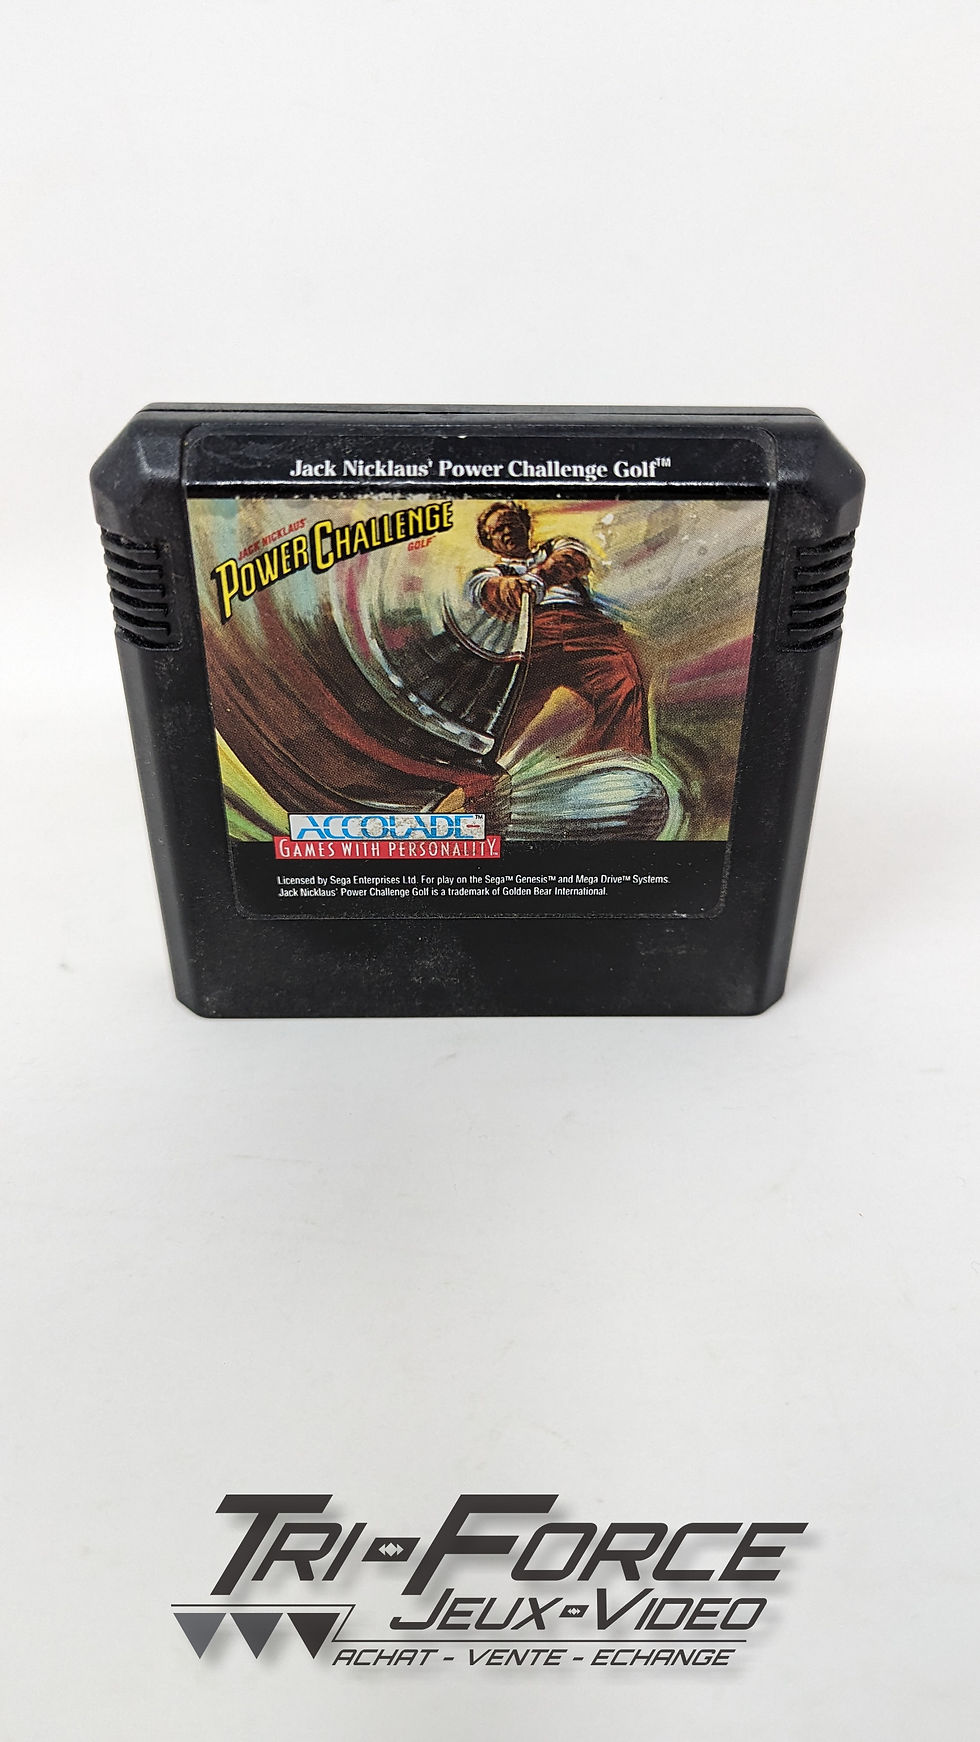 Jack Nicklaus' Power Challenge Golf™
JACK NICKLAUS'
POWER CHALLENGE
GOLF™
ACCOLADE™
GAMES WITH PERSONALITY™
Licensed by Sega Enterprises Ltd. For play on the Sega™ Genesis™ and Mega Drive™ Systems.
Jack Nicklaus' Power Challenge Golf is a trademark of Golden Bear International.
TRI-FORCE
JEUX-VIDEO
ACHAT - VENTE - ECHANGE